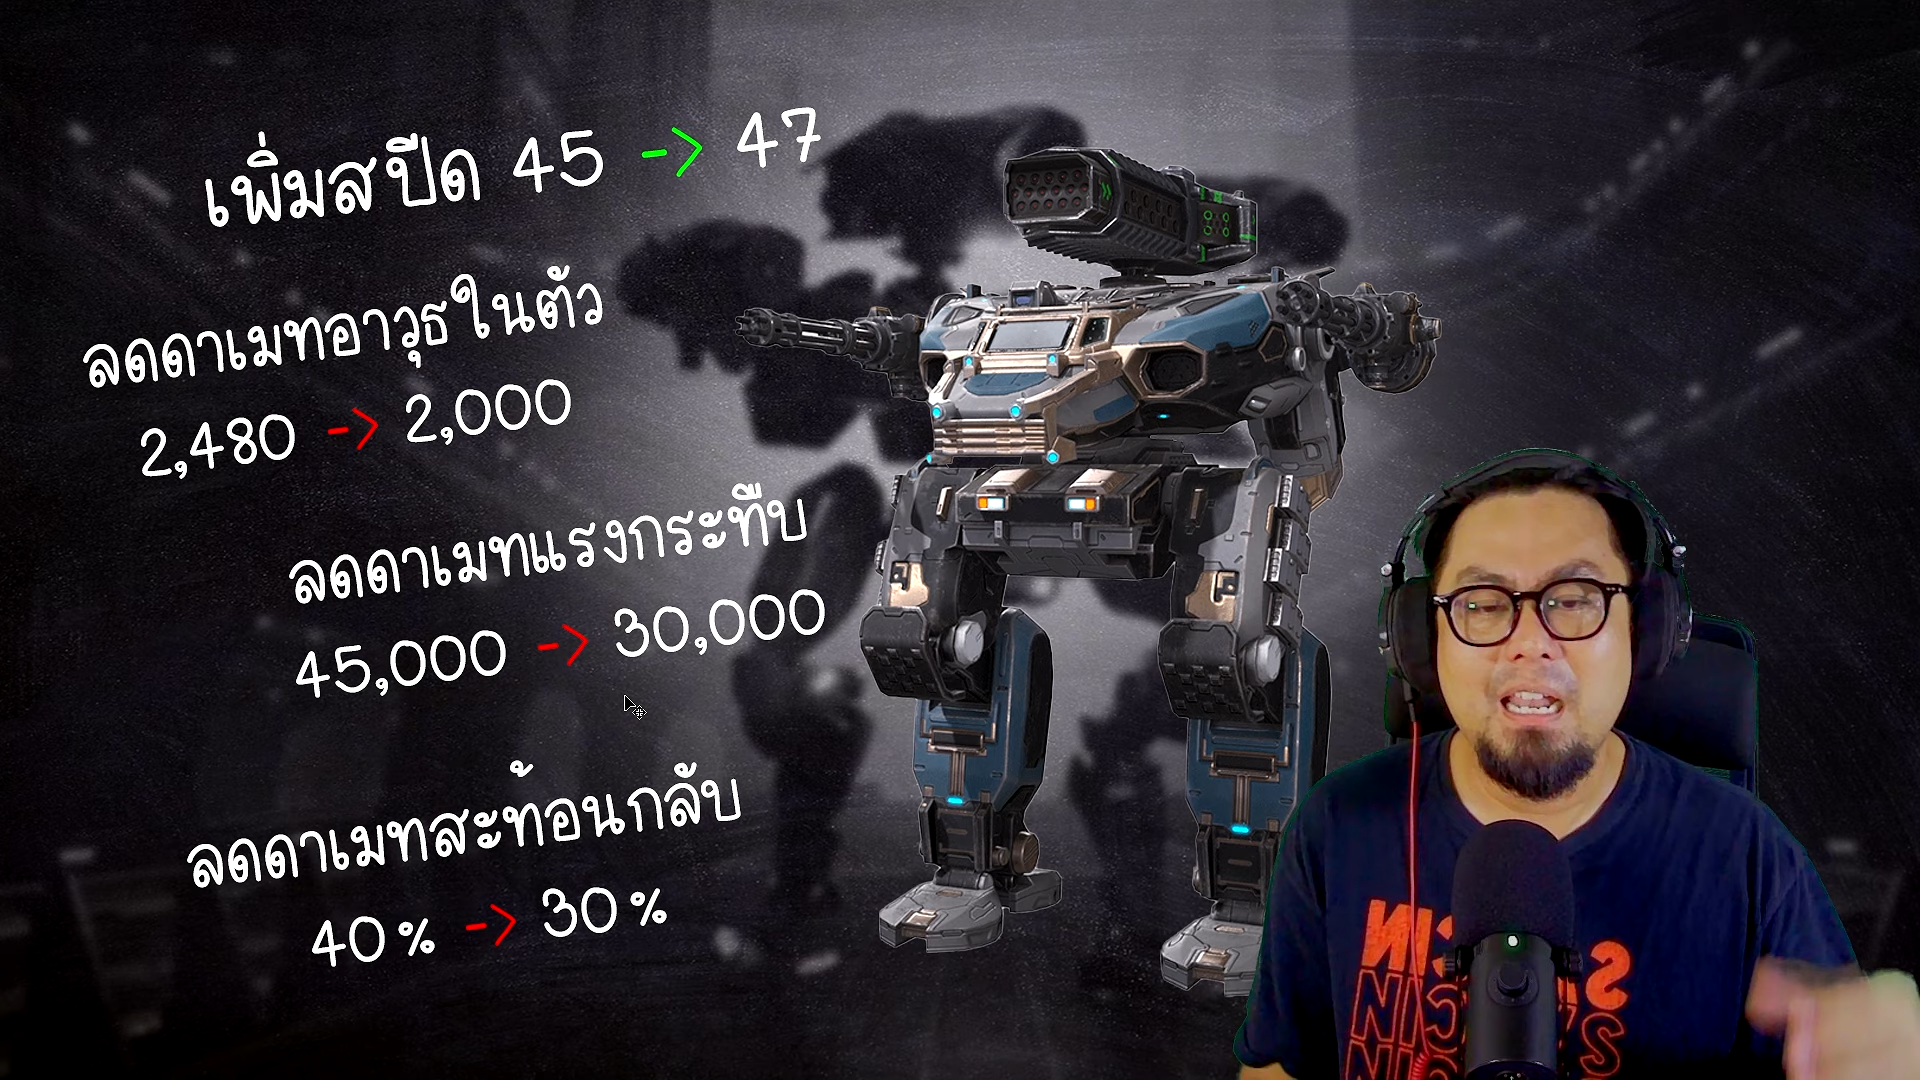 เพิ่มสปีด 45 -> 47
ลดดาเมทอาวุธในตัว
2,480 -> 2,000
ลดดาเมทแรงกระทืบ
45,000 -> 30,000
ลดดาเมทสะท้อนกลับ
40% -> 30%